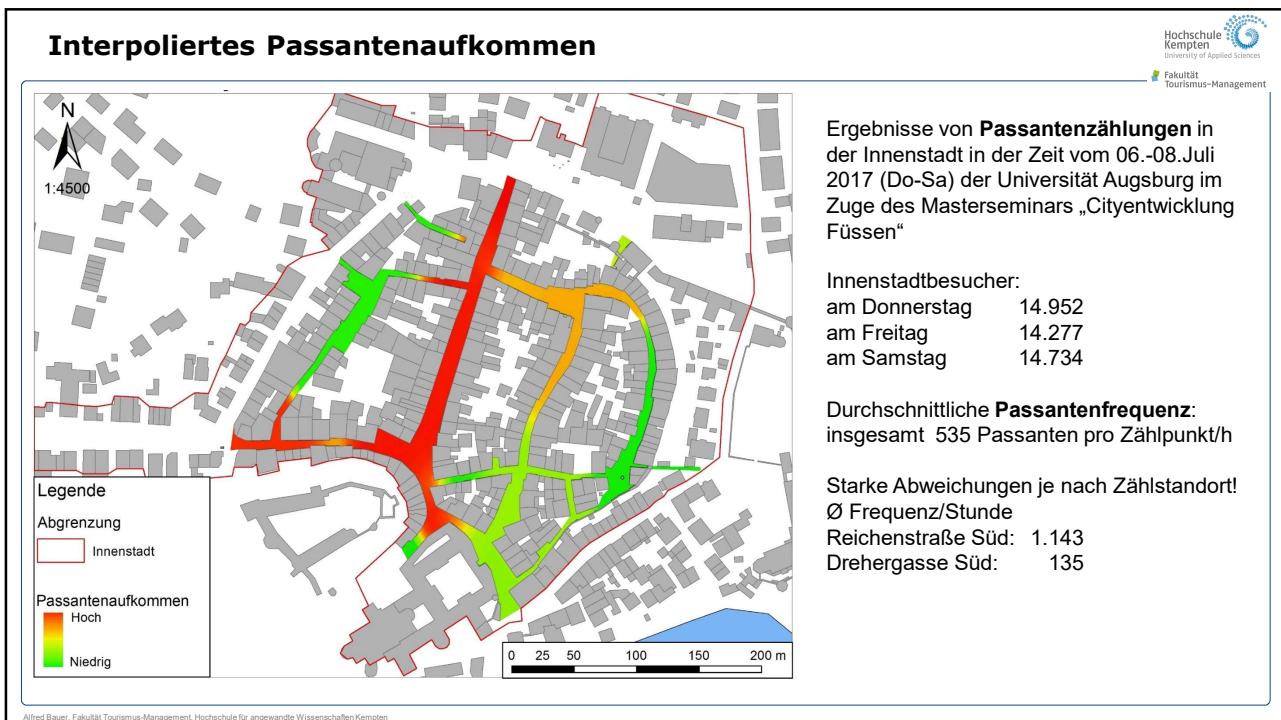 Interpoliertes Passantenaufkommen
Hochschule
Kempten
University of Applied Sciences
Fakultät
Tourismus-Management
N
1:4500
Legende
Abgrenzung
Innenstadt
Passantenaufkommen
Hoch
Niedrig
0 25 50 100 150 200 m
Ergebnisse von Passantenzählungen in
der Innenstadt in der Zeit vom 06.-08.Juli
2017 (Do-Sa) der Universität Augsburg im
Zuge des Masterseminars „Cityentwicklung
Füssen“
Innenstadtbesucher:
am Donnerstag 14.952
am Freitag 14.277
am Samstag 14.734
Durchschnittliche Passantenfrequenz:
insgesamt 535 Passanten pro Zählpunkt/h
Starke Abweichungen je nach Zählstandort!
Ø Frequenz/Stunde
Reichenstraße Süd: 1.143
Drehergasse Süd: 135
Alfred Bauer, Fakultät Tourismus-Management, Hochschule für angewandte Wissenschaften Kempten